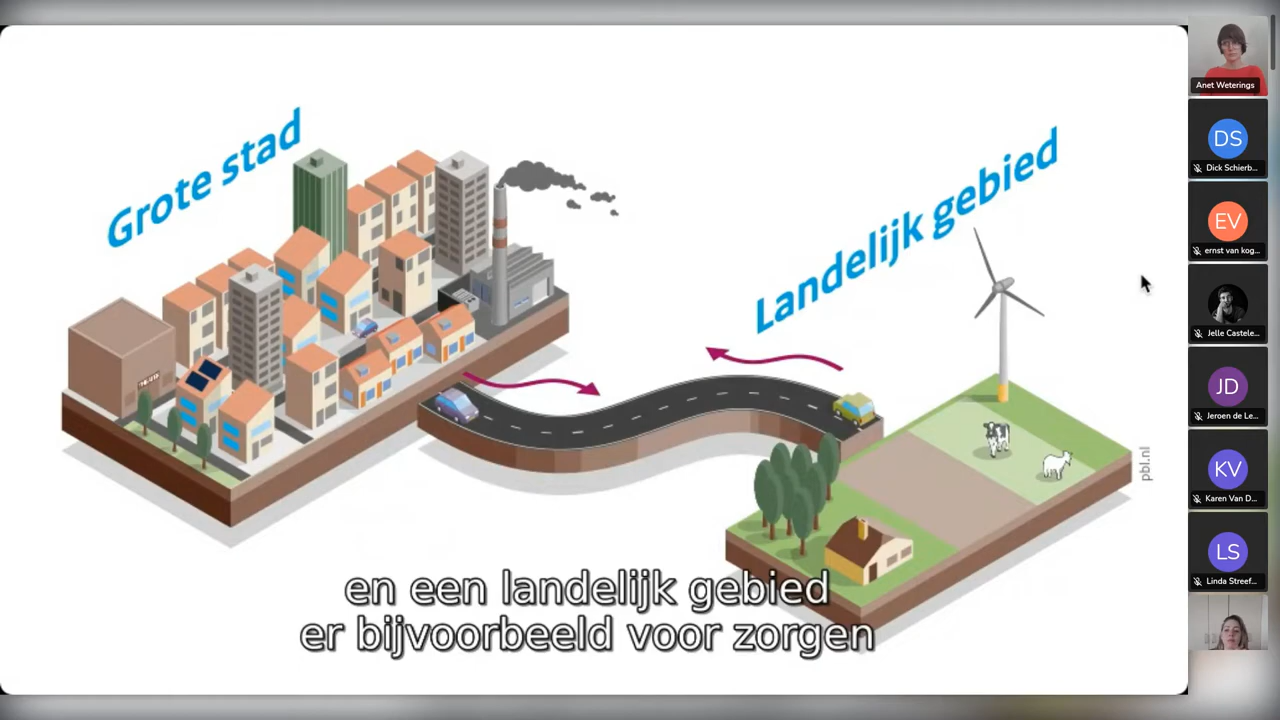 Grote stad
Landelijk gebied
pbl.nl
en een landelijk gebied
er bijvoorbeeld voor zorgen
Anet Weterings
DS
Dick Schierb...
EV
ernst van kog...
Jelle Castele...
JD
Jeroen de Le...
KV
Karen Van D...
LS
Linda Streef...